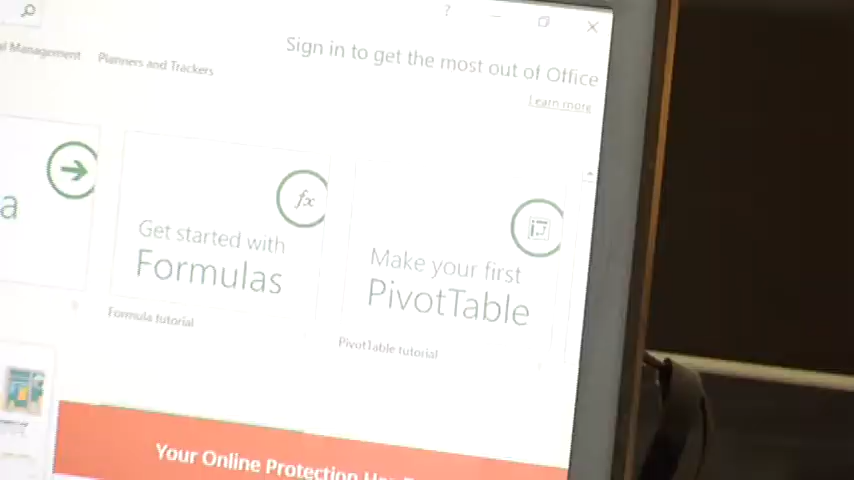 ?
Management Planners and Trackers
Sign in to get the most out of Office
Learn more
a
fx
Get started with
Formulas
Make your first
PivotTable
Formula tutorial
PivotTable tutorial
Your Online Protection